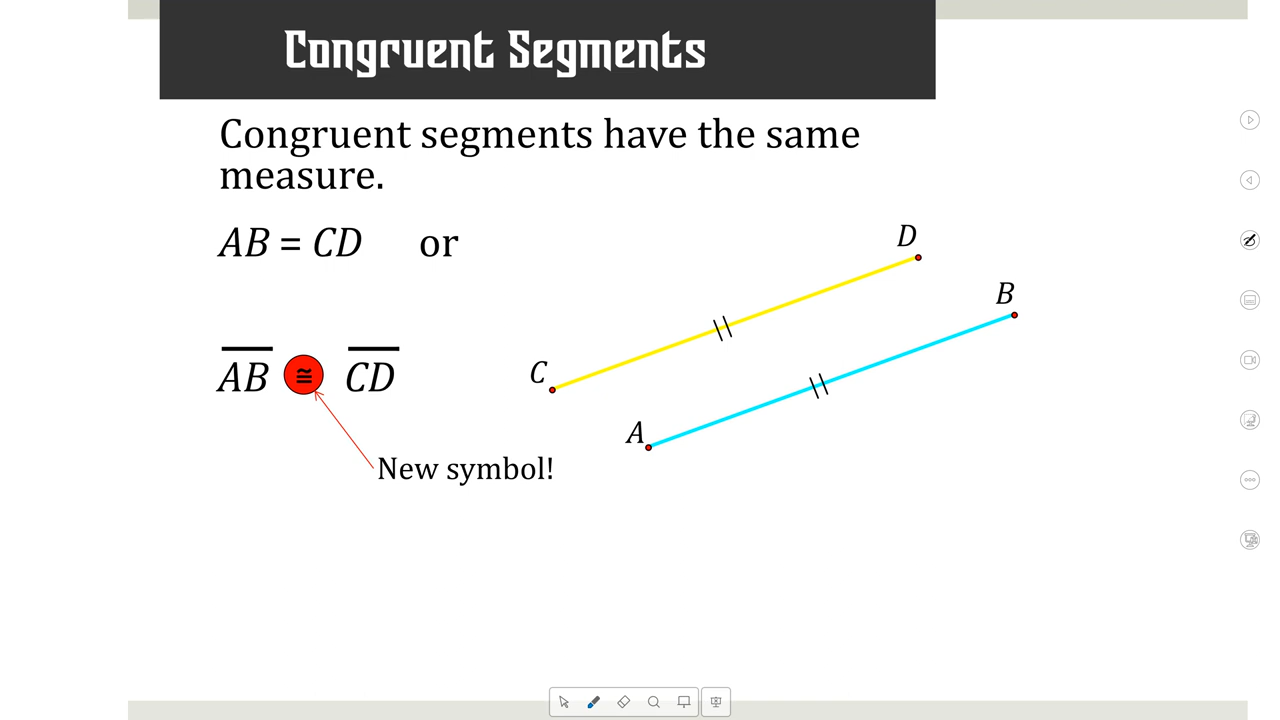 Congruent Segments
Congruent segments have the same
measure.
AB = CD or
D
B
AB ≅ CD
C
A
New symbol!